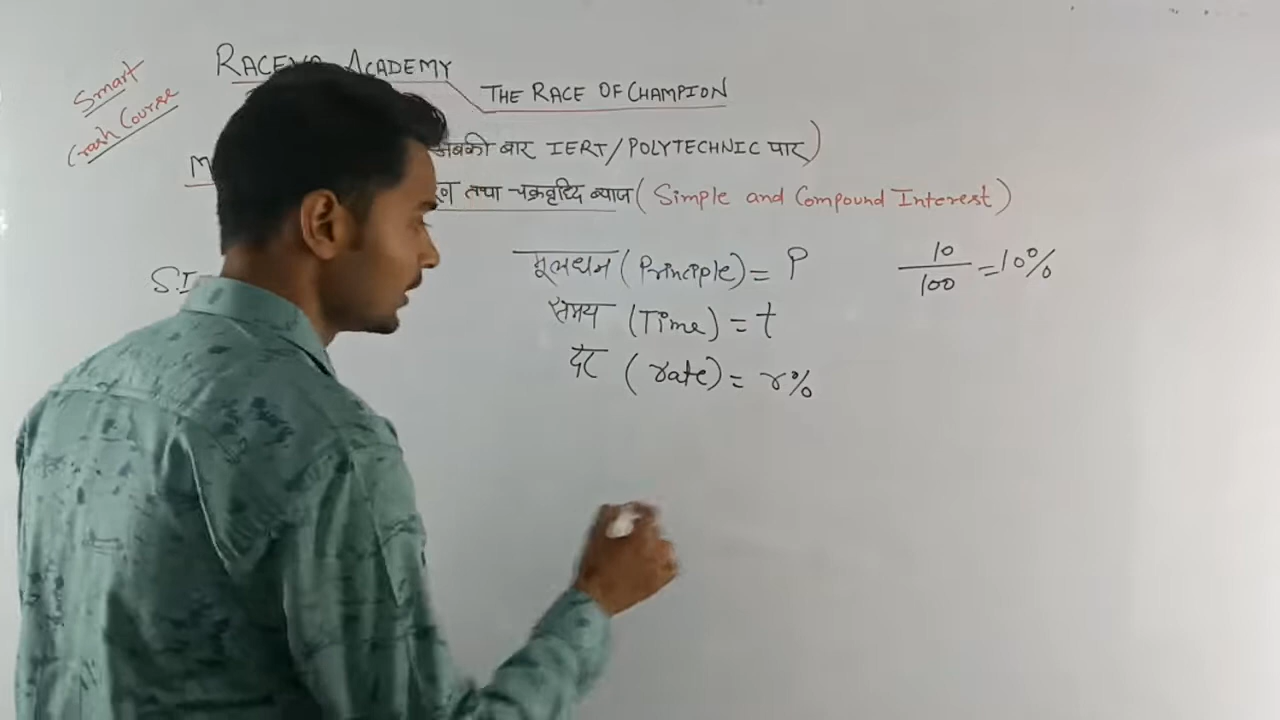 Smart
Crash Course
ACADEMY
THE RACE OF CHAMPION
अबकी बार IERT/POLYTECHNIC पार)
तथा चक्रवृद्धि ब्याज (Simple and Compound Interest)
S.I
मूलधन (Principle) = P
10/100 = 10%
समय (Time) = t
दर (rate) = r%